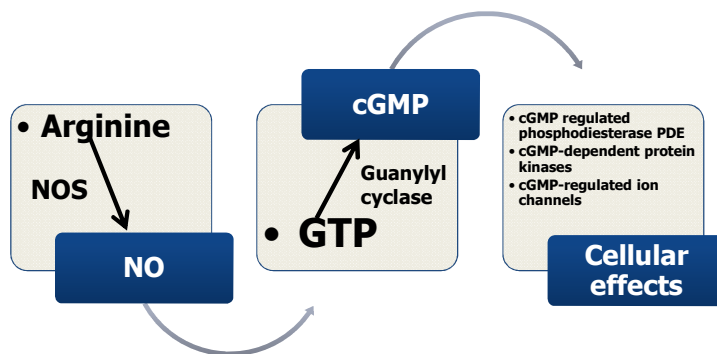 • Arginine
NOS
NO
cGMP
Guanylyl
cyclase
• GTP
• cGMP regulated
phosphodiesterase PDE
• cGMP-dependent protein
kinases
• cGMP-regulated ion
channels
Cellular
effects